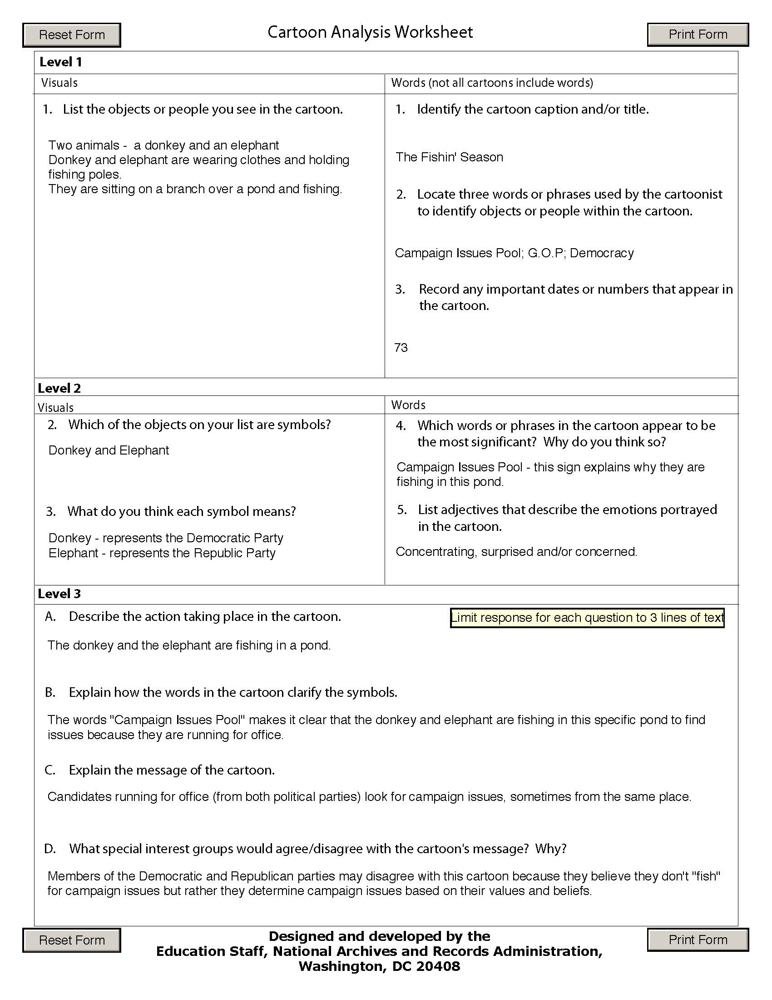 Reset Form
Cartoon Analysis Worksheet
Print Form
Level 1
Visuals
1. List the objects or people you see in the cartoon.
Two animals - a donkey and an elephant
Donkey and elephant are wearing clothes and holding
fishing poles.
They are sitting on a branch over a pond and fishing.
Words (not all cartoons include words)
1. Identify the cartoon caption and/or title.
The Fishin' Season
2. Locate three words or phrases used by the cartoonist
to identify objects or people within the cartoon.
Campaign Issues Pool; G.O.P; Democracy
3. Record any important dates or numbers that appear in
the cartoon.
73
Level 2
Visuals
2. Which of the objects on your list are symbols?
Donkey and Elephant
3. What do you think each symbol means?
Donkey - represents the Democratic Party
Elephant - represents the Republic Party
Words
4. Which words or phrases in the cartoon appear to be
the most significant? Why do you think so?
Campaign Issues Pool - this sign explains why they are
fishing in this pond.
5. List adjectives that describe the emotions portrayed
in the cartoon.
Concentrating, surprised and/or concerned.
Level 3
A. Describe the action taking place in the cartoon.
Limit response for each question to 3 lines of text
The donkey and the elephant are fishing in a pond.
B. Explain how the words in the cartoon clarify the symbols.
The words "Campaign Issues Pool" makes it clear that the donkey and elephant are fishing in this specific pond to find
issues because they are running for office.
C. Explain the message of the cartoon.
Candidates running for office (from both political parties) look for campaign issues, sometimes from the same place.
D. What special interest groups would agree/disagree with the cartoon's message? Why?
Members of the Democratic and Republican parties may disagree with this cartoon because they believe they don't "fish"
for campaign issues but rather they determine campaign issues based on their values and beliefs.
Reset Form
Designed and developed by the
Education Staff, National Archives and Records Administration,
Washington, DC 20408
Print Form